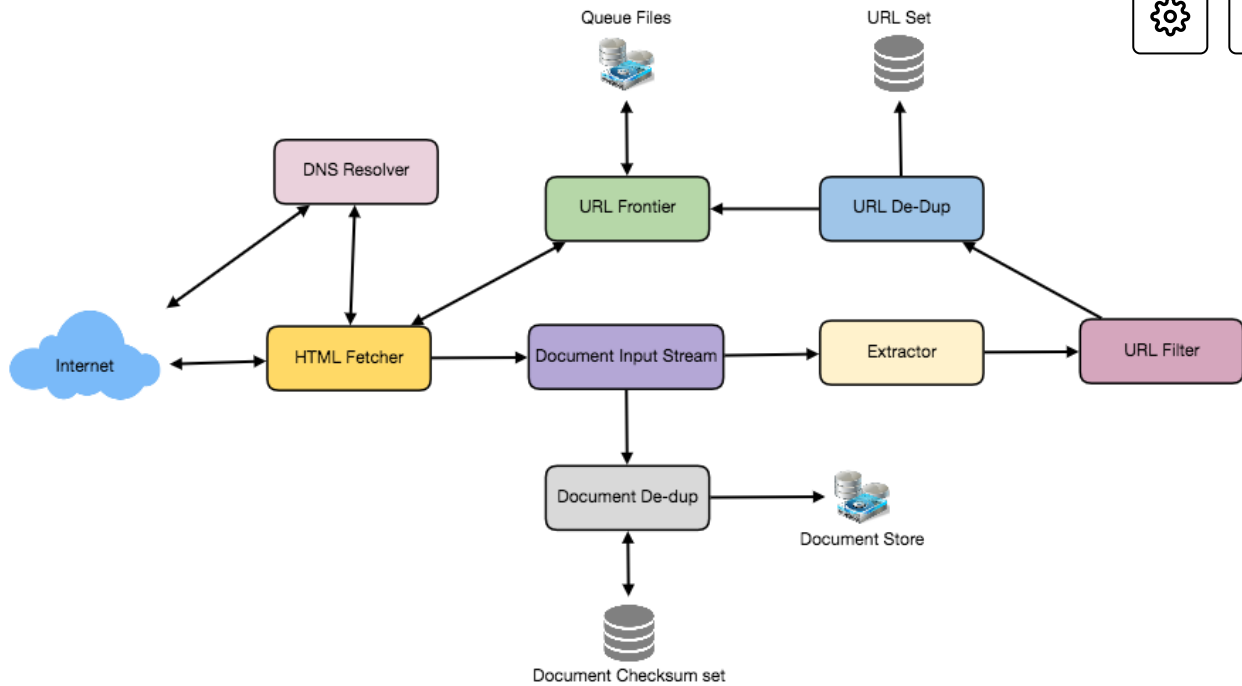 Queue Files
URL Set
DNS Resolver
URL Frontier
URL De-Dup
Internet
HTML Fetcher
Document Input Stream
Extractor
URL Filter
Document De-dup
Document Store
Document Checksum set